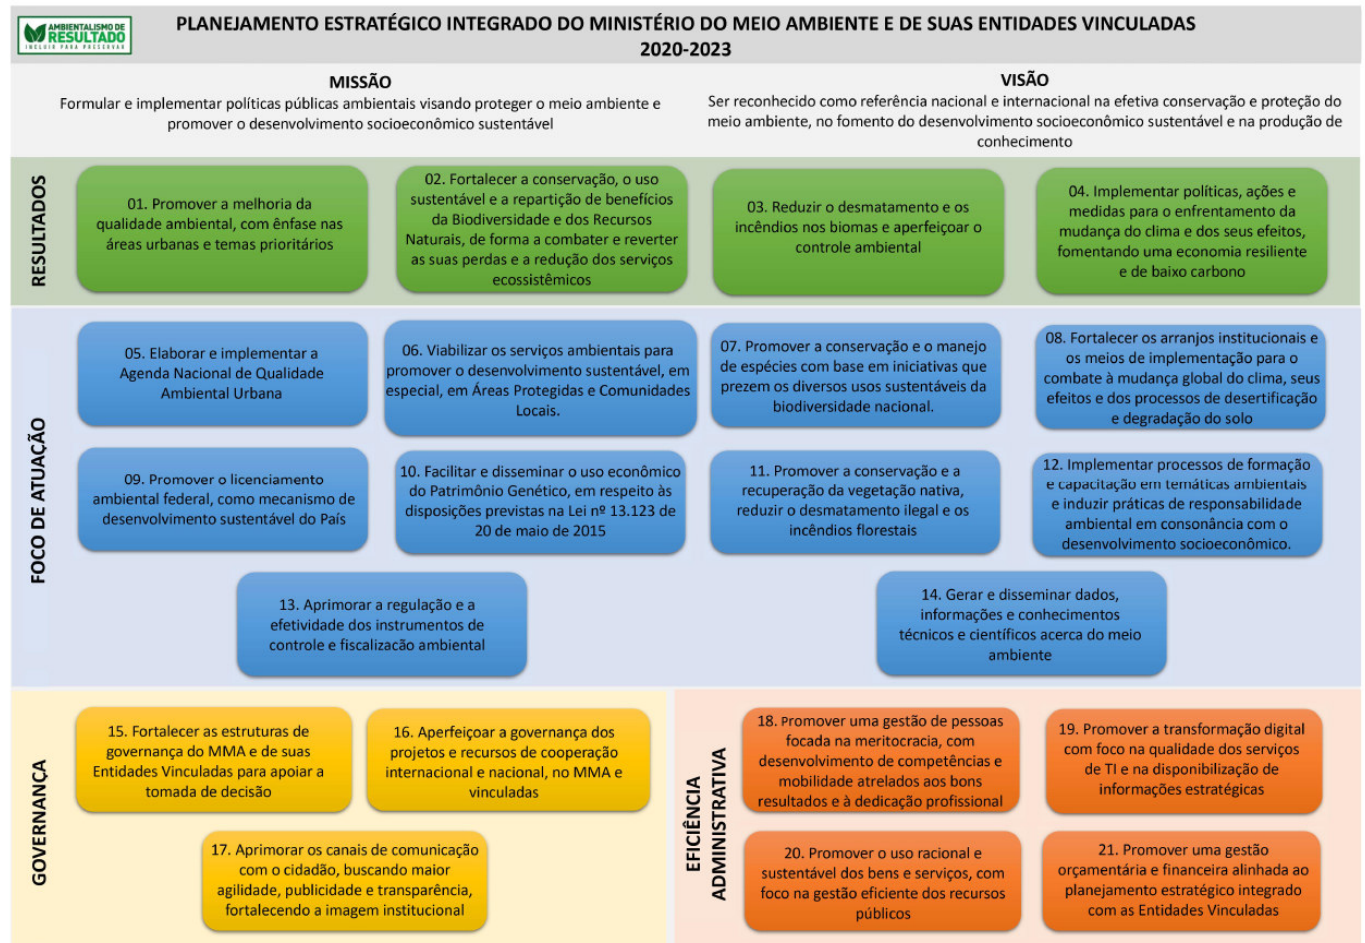 AMBIENTALISMO DE
RESULTADO
INCLUIR PARA PRESERVAR
PLANEJAMENTO ESTRATÉGICO INTEGRADO DO MINISTÉRIO DO MEIO AMBIENTE E DE SUAS ENTIDADES VINCULADAS
2020-2023
MISSÃO
Formular e implementar políticas públicas ambientais visando proteger o meio ambiente e
promover o desenvolvimento socioeconômico sustentável
VISÃO
Ser reconhecido como referência nacional e internacional na efetiva conservação e proteção do
meio ambiente, no fomento do desenvolvimento socioeconômico sustentável e na produção de
conhecimento
RESULTADOS
01. Promover a melhoria da
qualidade ambiental, com ênfase nas
áreas urbanas e temas prioritários
02. Fortalecer a conservação, o uso
sustentável e a repartição de benefícios
da Biodiversidade e dos Recursos
Naturais, de forma a combater e reverter
as suas perdas e a redução dos serviços
ecossistêmicos
03. Reduzir o desmatamento e os
incêndios nos biomas e aperfeiçoar o
controle ambiental
04. Implementar políticas, ações e
medidas para o enfrentamento da
mudança do clima e dos seus efeitos,
fomentando uma economia resiliente
e de baixo carbono
FOCO DE ATUAÇÃO
05. Elaborar e implementar a
Agenda Nacional de Qualidade
Ambiental Urbana
06. Viabilizar os serviços ambientais para
promover o desenvolvimento sustentável, em
especial, em Áreas Protegidas e Comunidades
Locais.
07. Promover a conservação e o manejo
de espécies com base em iniciativas que
prezem os diversos usos sustentáveis da
biodiversidade nacional.
08. Fortalecer os arranjos institucionais e
os meios de implementação para o
combate à mudança global do clima, seus
efeitos e dos processos de desertificação
e degradação do solo
09. Promover o licenciamento
ambiental federal, como mecanismo de
desenvolvimento sustentável do País
10. Facilitar e disseminar o uso econômico
do Patrimônio Genético, em respeito às
disposições previstas na Lei nº 13.123 de
20 de maio de 2015
11. Promover a conservação e a
recuperação da vegetação nativa,
reduzir o desmatamento ilegal e os
incêndios florestais
12. Implementar processos de formação
e capacitação em temáticas ambientais
e induzir práticas de responsabilidade
ambiental em consonância com o
desenvolvimento socioeconômico.
13. Aprimorar a regulação e a
efetividade dos instrumentos de
controle e fiscalização ambiental
14. Gerar e disseminar dados,
informações e conhecimentos
técnicos e científicos acerca do meio
ambiente
GOVERNANÇA
15. Fortalecer as estruturas de
governança do MMA e de suas
Entidades Vinculadas para apoiar a
tomada de decisão
16. Aperfeiçoar a governança dos
projetos e recursos de cooperação
internacional e nacional, no MMA e
vinculadas
17. Aprimorar os canais de comunicação
com o cidadão, buscando maior
agilidade, publicidade e transparência,
fortalecendo a imagem institucional
EFICIÊNCIA
ADMINISTRATIVA
18. Promover uma gestão de pessoas
focada na meritocracia, com
desenvolvimento de competências e
mobilidade atrelados aos bons
resultados e à dedicação profissional
19. Promover a transformação digital
com foco na qualidade dos serviços
de TI e na disponibilização de
informações estratégicas
20. Promover o uso racional e
sustentável dos bens e serviços, com
foco na gestão eficiente dos recursos
públicos
21. Promover uma gestão
orçamentária e financeira alinhada ao
planejamento estratégico integrado
com as Entidades Vinculadas